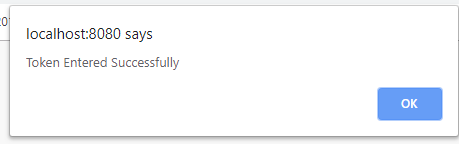 localhost:8080 says
Token Entered Successfully
OK